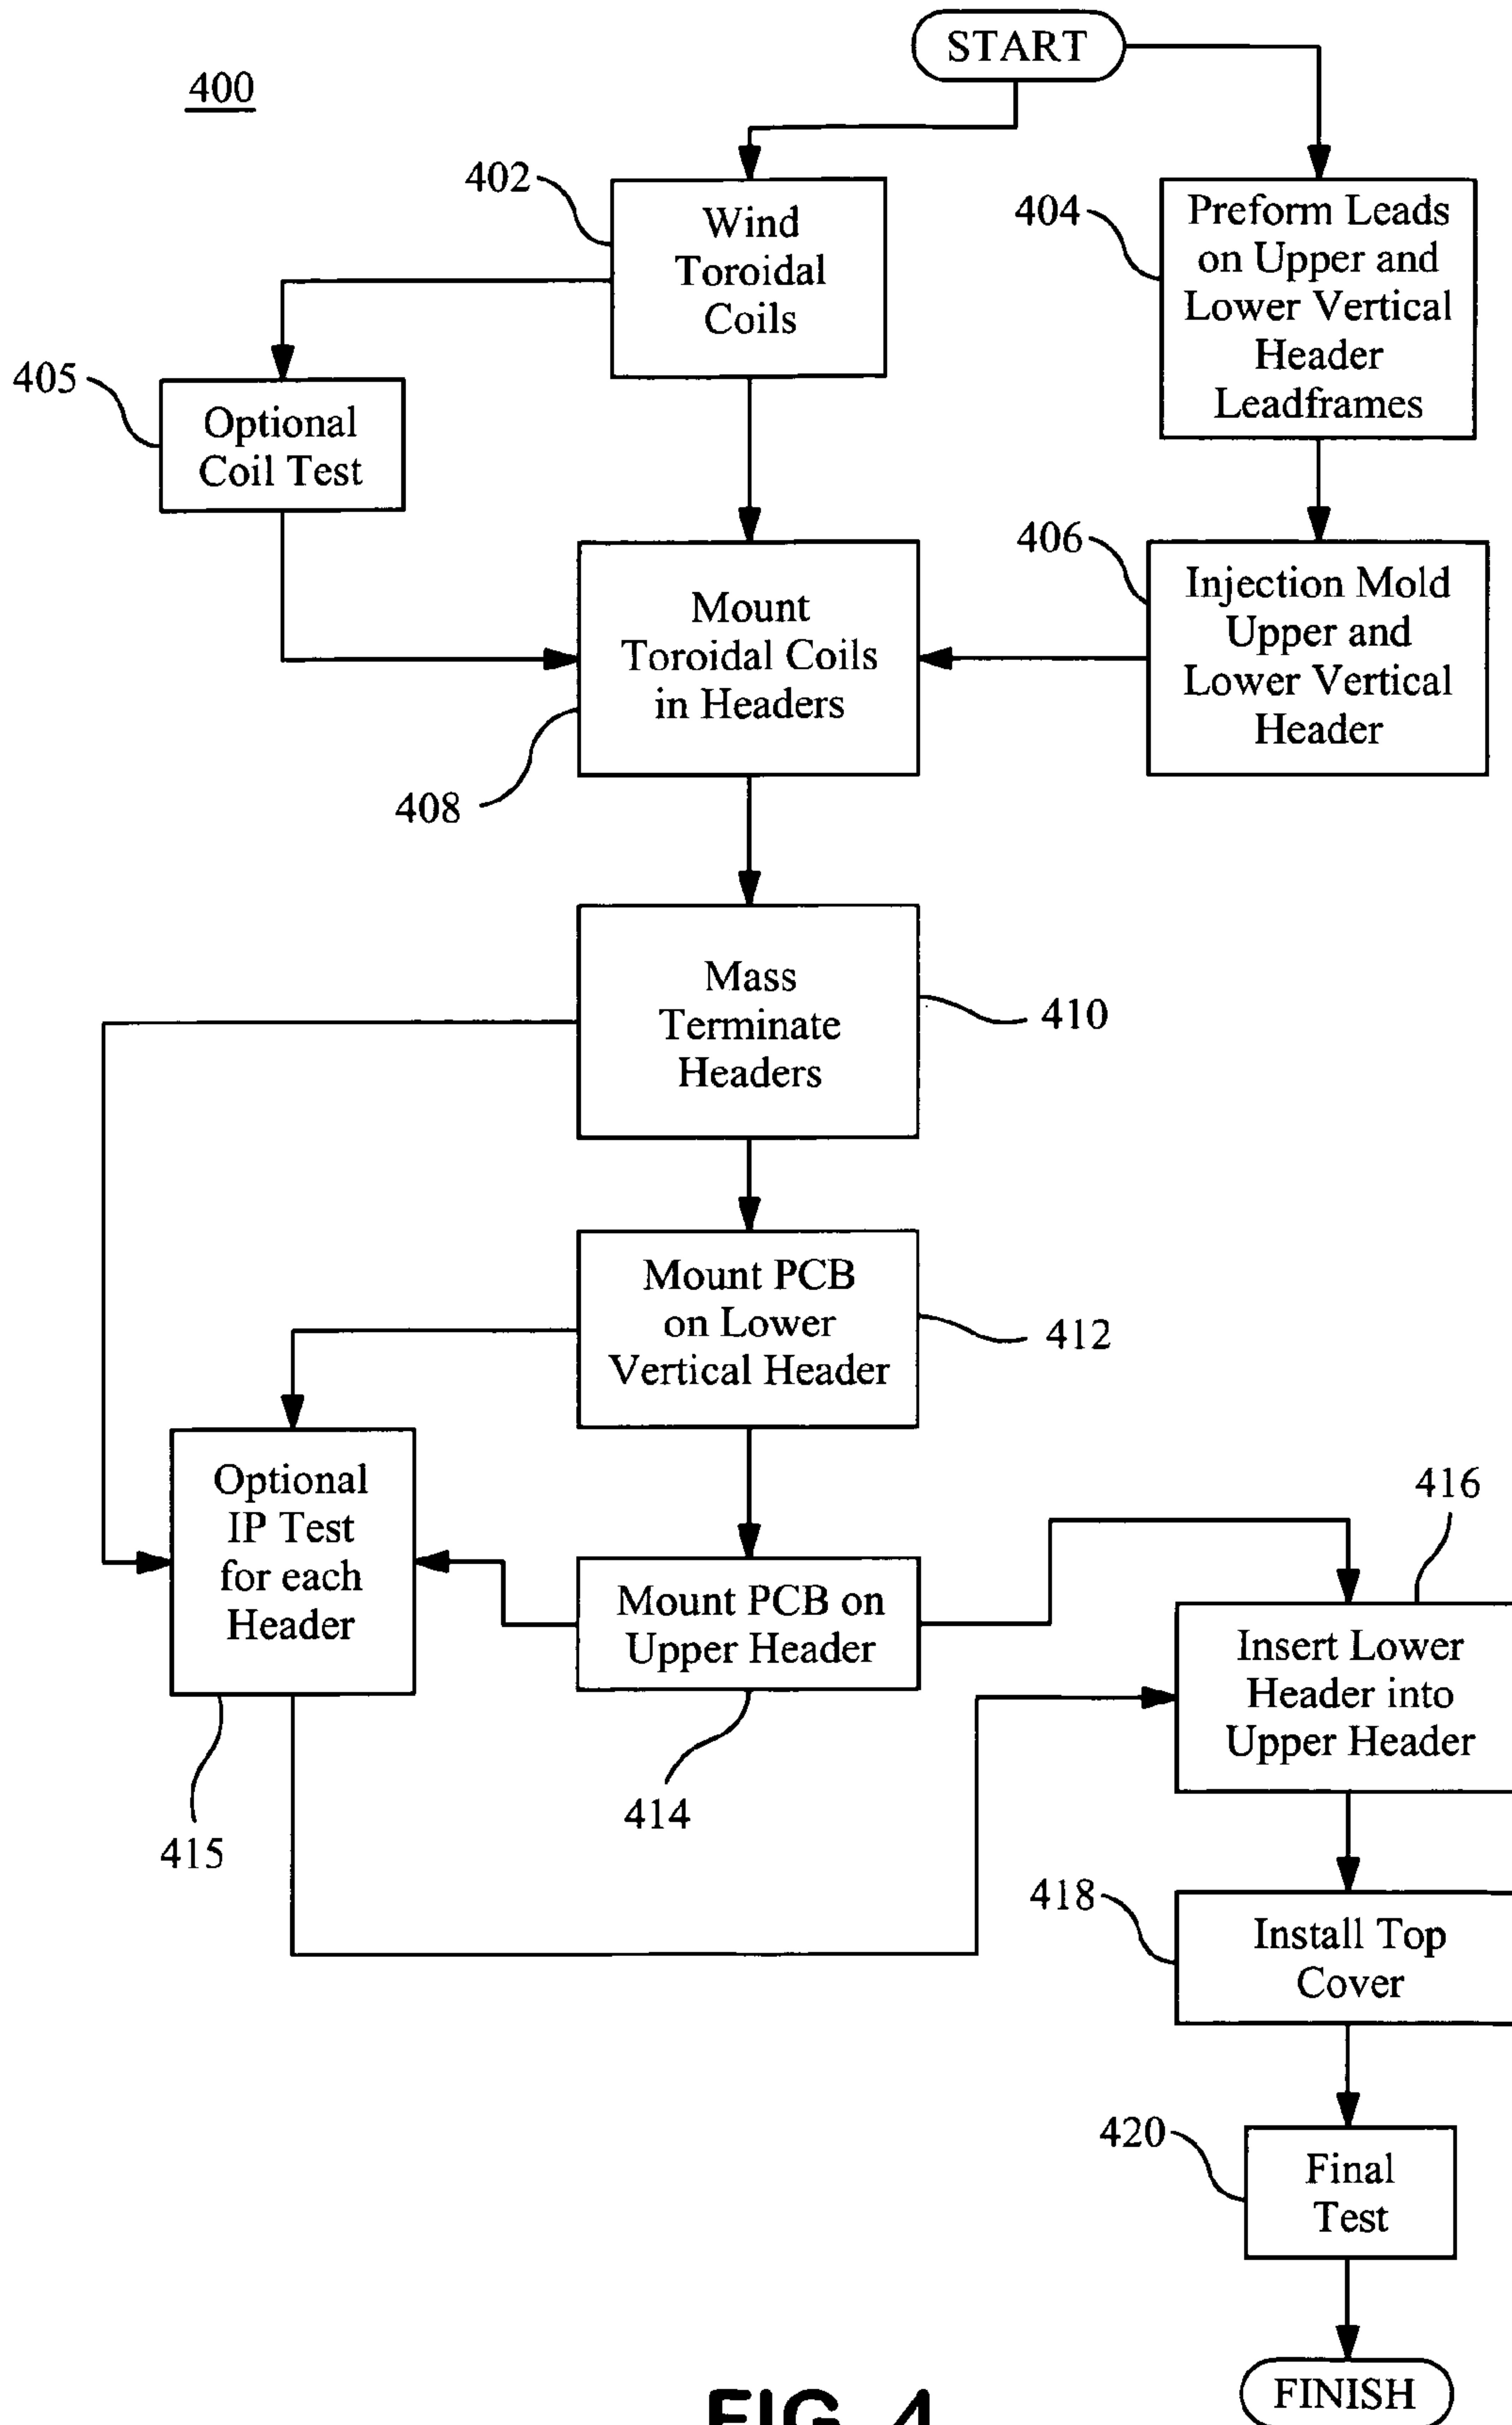 START
400
402
Wind
Toroidal
Coils
404
Preform Leads
on Upper and
Lower Vertical
Header
Leadframes
405
Optional
Coil Test
406
Injection Mold
Upper and
Lower Vertical
Header
Mount
Toroidal Coils
in Headers
408
Mass
Terminate
Headers
410
Mount PCB
on Lower
Vertical Header
412
Optional
IP Test
for each
Header
415
Mount PCB on
Upper Header
414
416
Insert Lower
Header into
Upper Header
418
Install Top
Cover
420
Final
Test
FINISH
FIG. 4